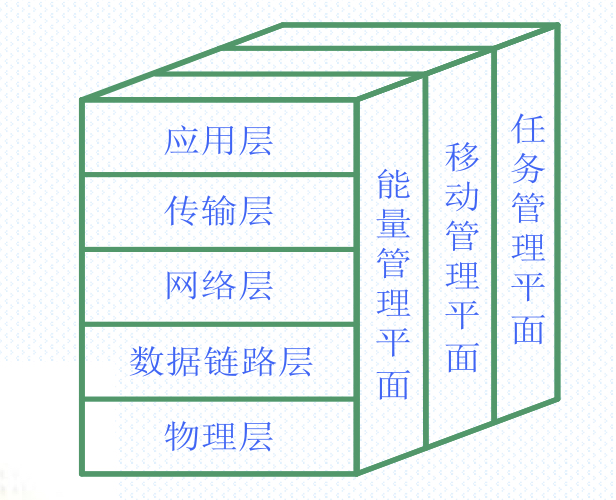 应用层
传输层
网络层
数据链路层
物理层
能量管理平面
移动管理平面
任务管理平面